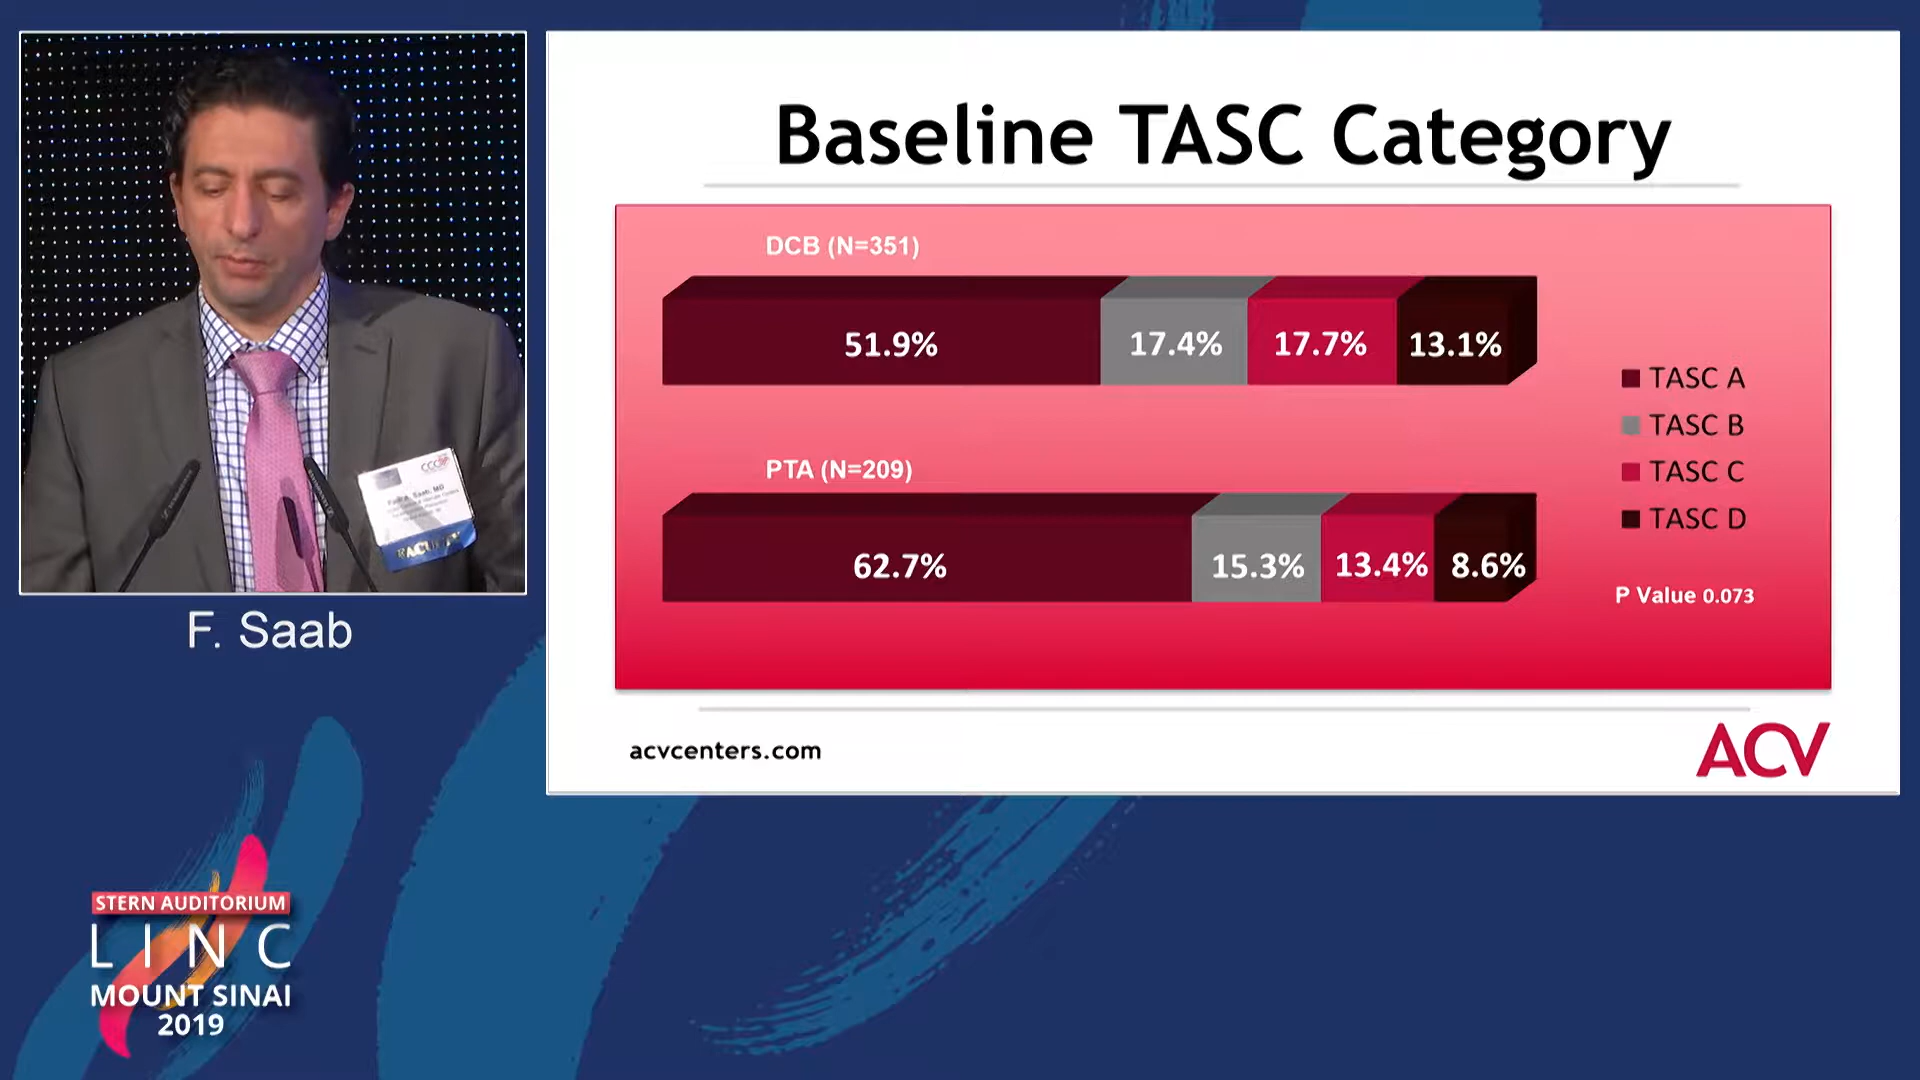 Baseline TASC Category
DCB (N=351)
51.9%
17.4%
17.7%
13.1%
PTA (N=209)
62.7%
15.3%
13.4%
8.6%
TASC A
TASC B
TASC C
TASC D
P Value 0.073
acvcenters.com
ACV
F. Saab
STERN AUDITORIUM
LINC
MOUNT SINAI
2019